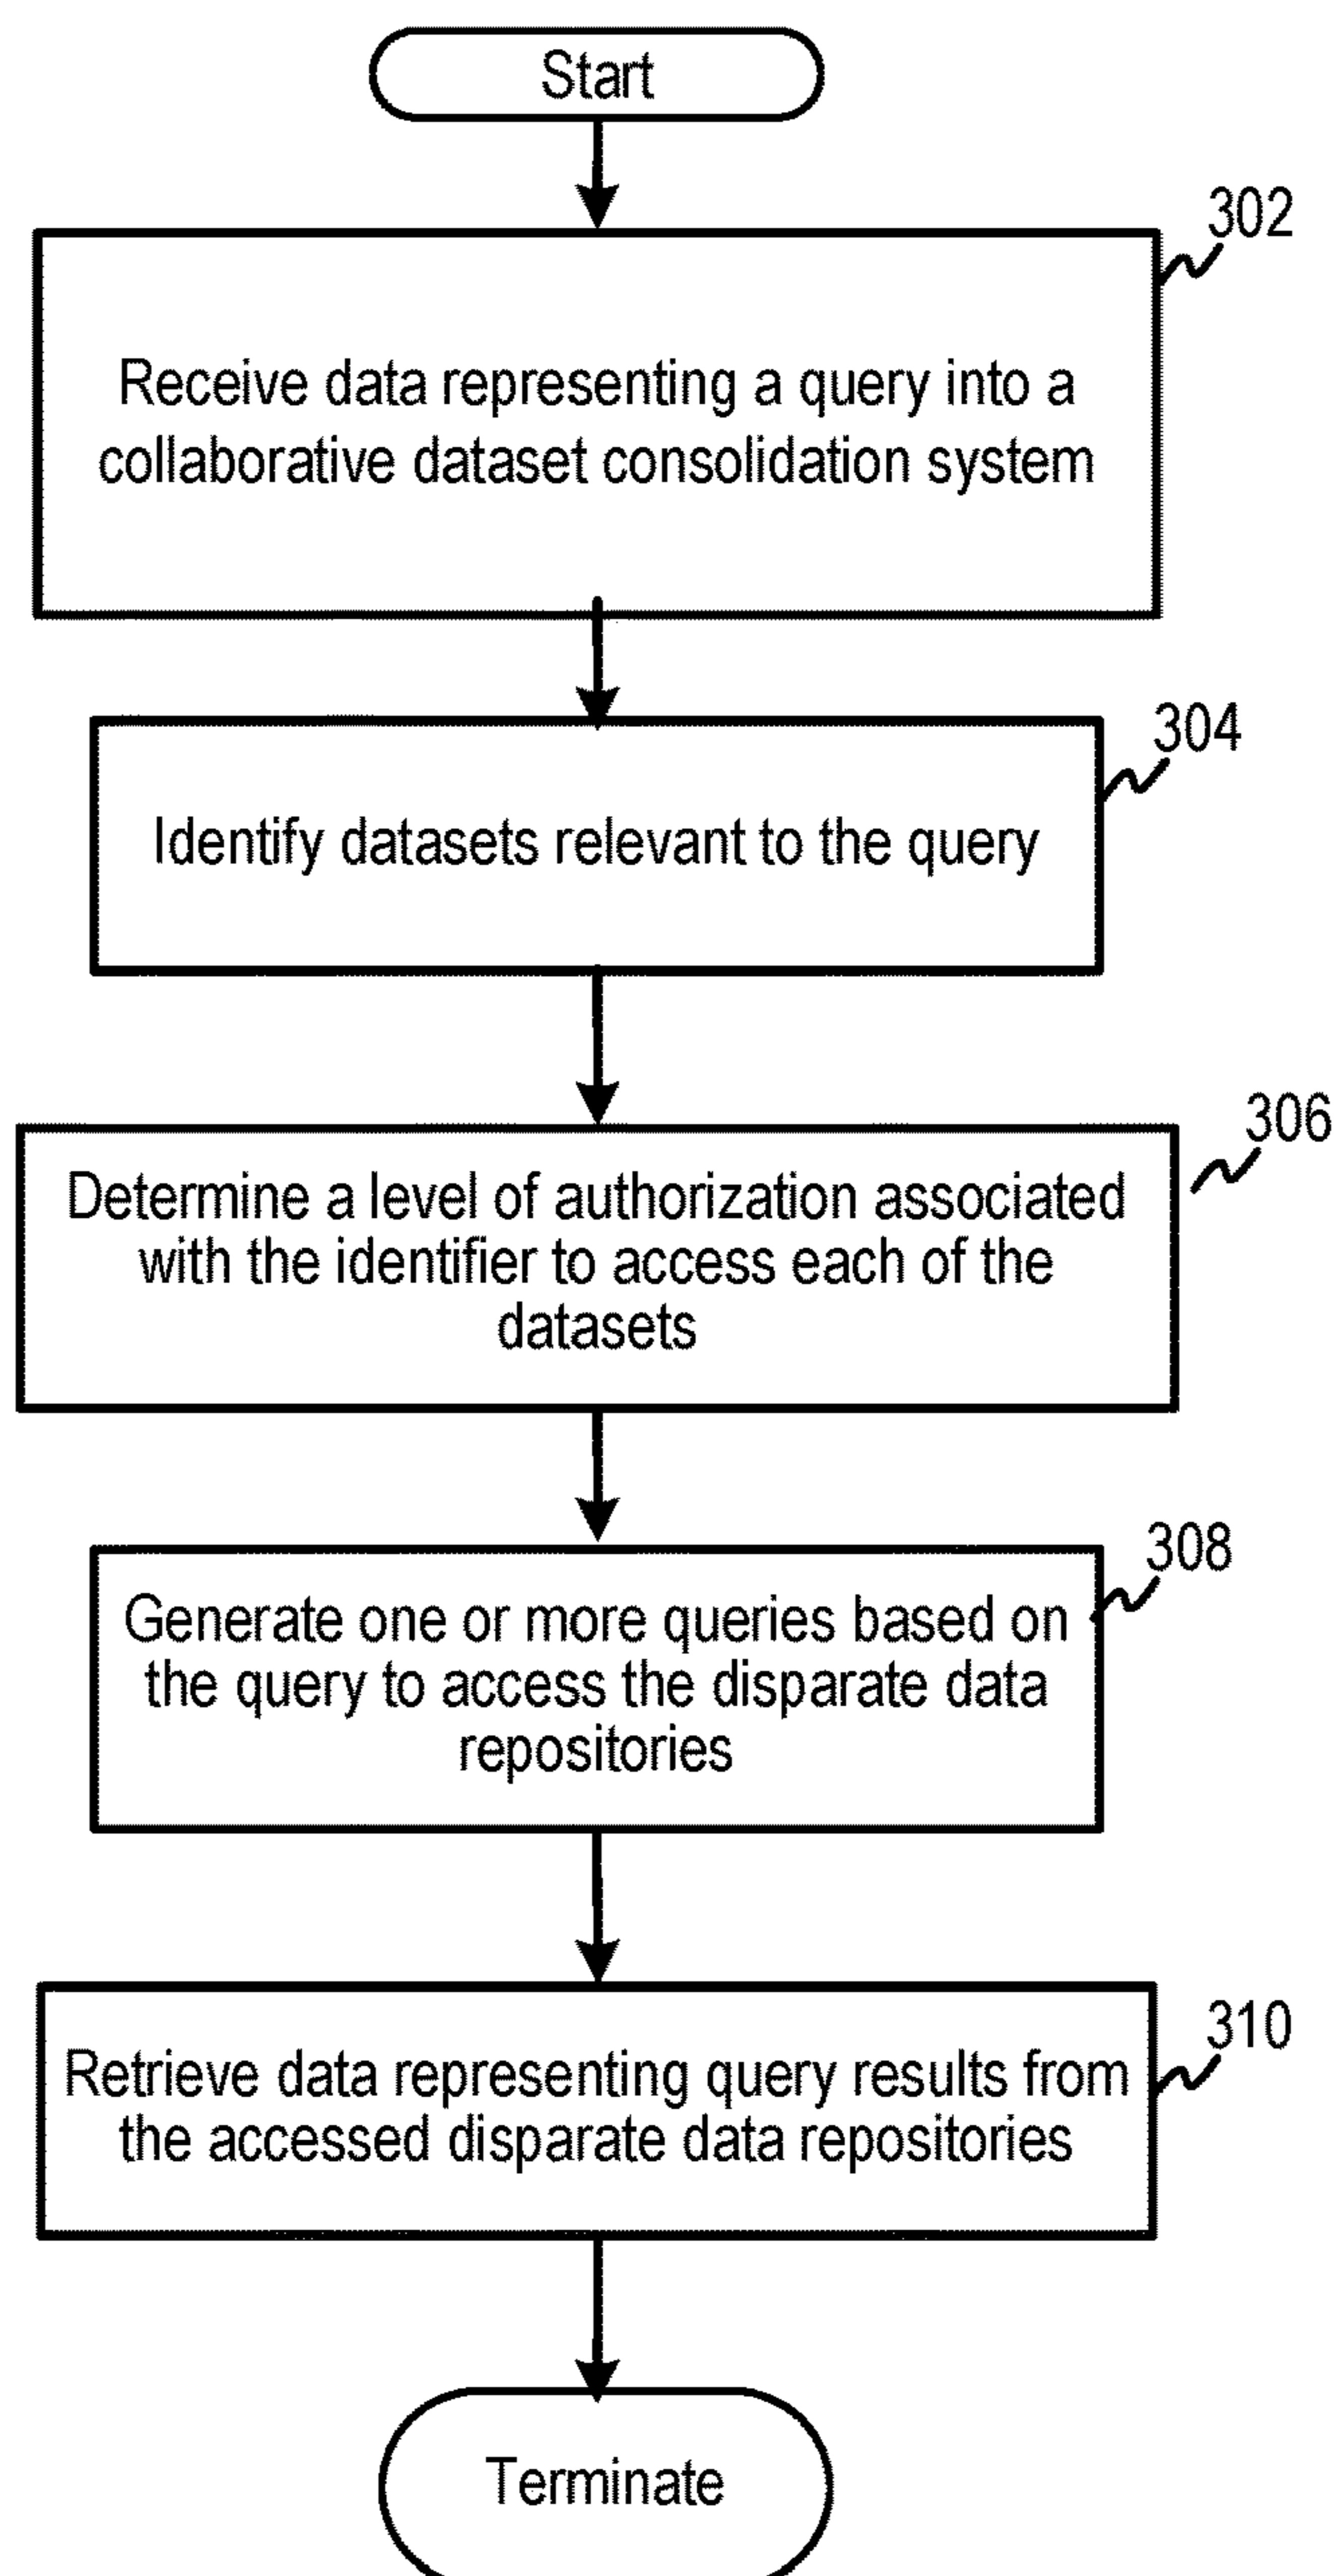 Start
302
Receive data representing a query into a
collaborative dataset consolidation system
304
Identify datasets relevant to the query
306
Determine a level of authorization associated
with the identifier to access each of the
datasets
308
Generate one or more queries based on
the query to access the disparate data
repositories
310
Retrieve data representing query results from
the accessed disparate data repositories
Terminate